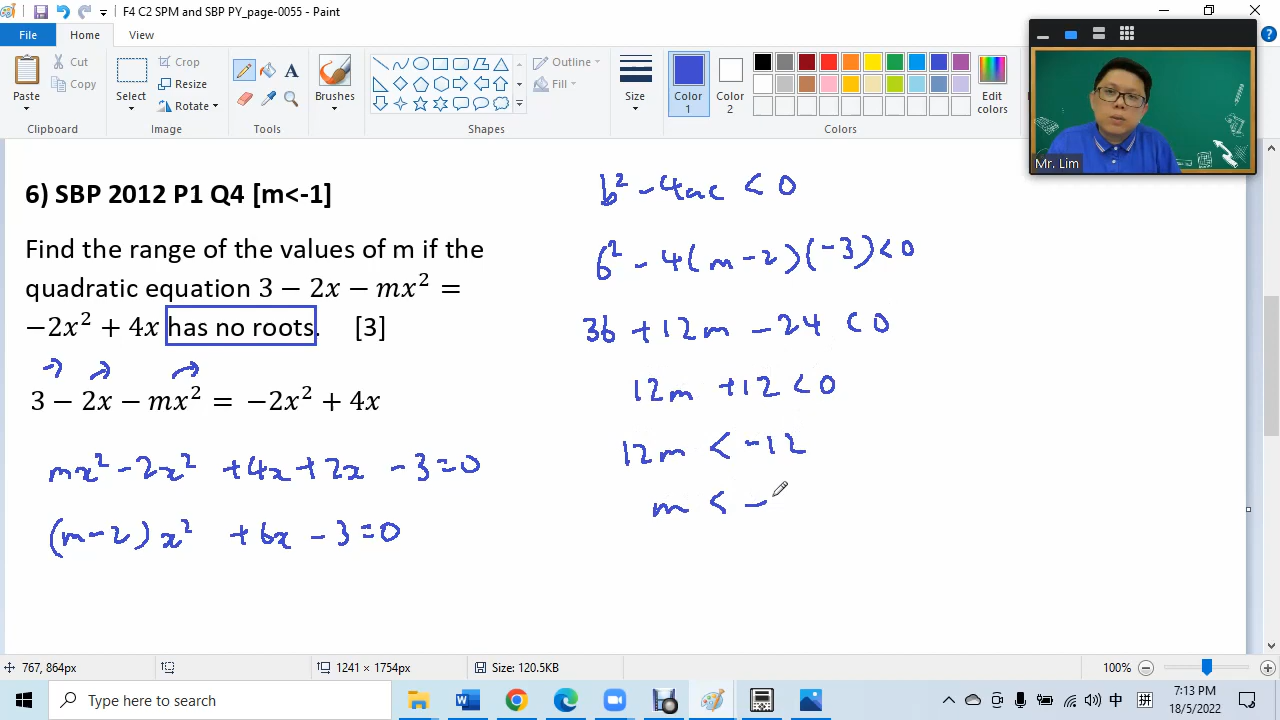 F4 C2 SPM and SBP PY_page-0055 - Paint
File Home View
Paste Cut Copy Clipboard
Select Crop Resize Rotate Image
A Tools
Brushes
Shapes Outline Fill
Size
Color 1 Color 2 Edit colors Colors
Mr. Lim
6) SBP 2012 P1 Q4 [m<-1]
Find the range of the values of m if the
quadratic equation 3 − 2x − mx² =
−2x² + 4x has no roots. [3]
3 − 2x − mx² = −2x² + 4x
mx² − 2x² + 4x + 2x − 3 = 0
(m−2)x² + 6x − 3 = 0
b² − 4ac < 0
6² − 4(m−2)(−3) < 0
36 + 12m − 24 < 0
12m + 12 < 0
12m < −12
m < −
767, 864px 1241 × 1754px Size: 120.5KB 100%
Type here to search
中 拼 7:13 PM
18/5/2022